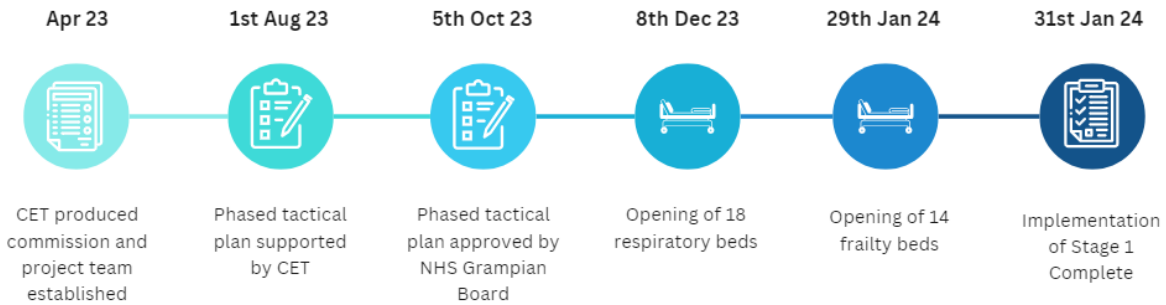 Apr 23
1st Aug 23
5th Oct 23
8th Dec 23
29th Jan 24
31st Jan 24
CET produced
commission and
project team
established
Phased tactical
plan supported
by CET
Phased tactical
plan approved by
NHS Grampian
Board
Opening of 18
respiratory beds
Opening of 14
frailty beds
Implementation
of Stage 1
Complete